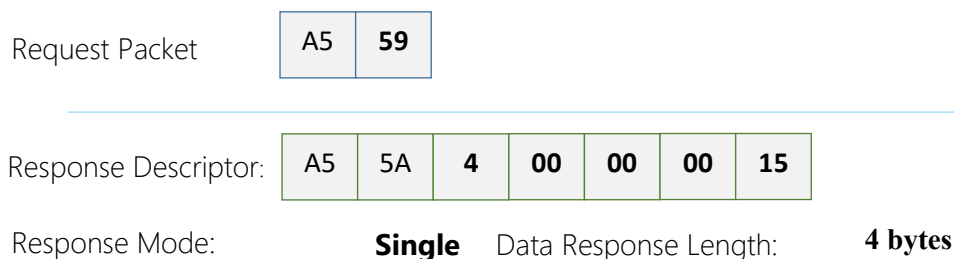 Request Packet A5 59
Response Descriptor: A5 5A 4 00 00 00 15
Response Mode: Single Data Response Length: 4 bytes